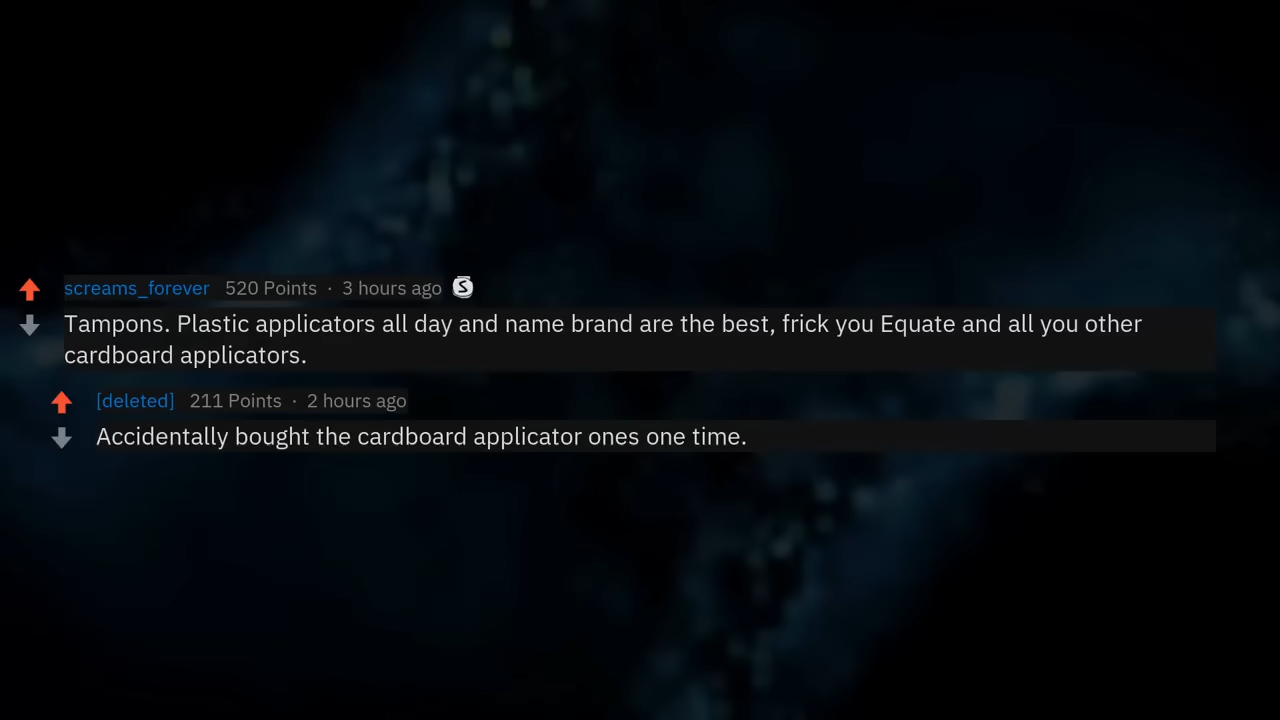 screams_forever 520 Points · 3 hours ago S
Tampons. Plastic applicators all day and name brand are the best, frick you Equate and all you other
cardboard applicators.
[deleted] 211 Points · 2 hours ago
Accidentally bought the cardboard applicator ones one time.